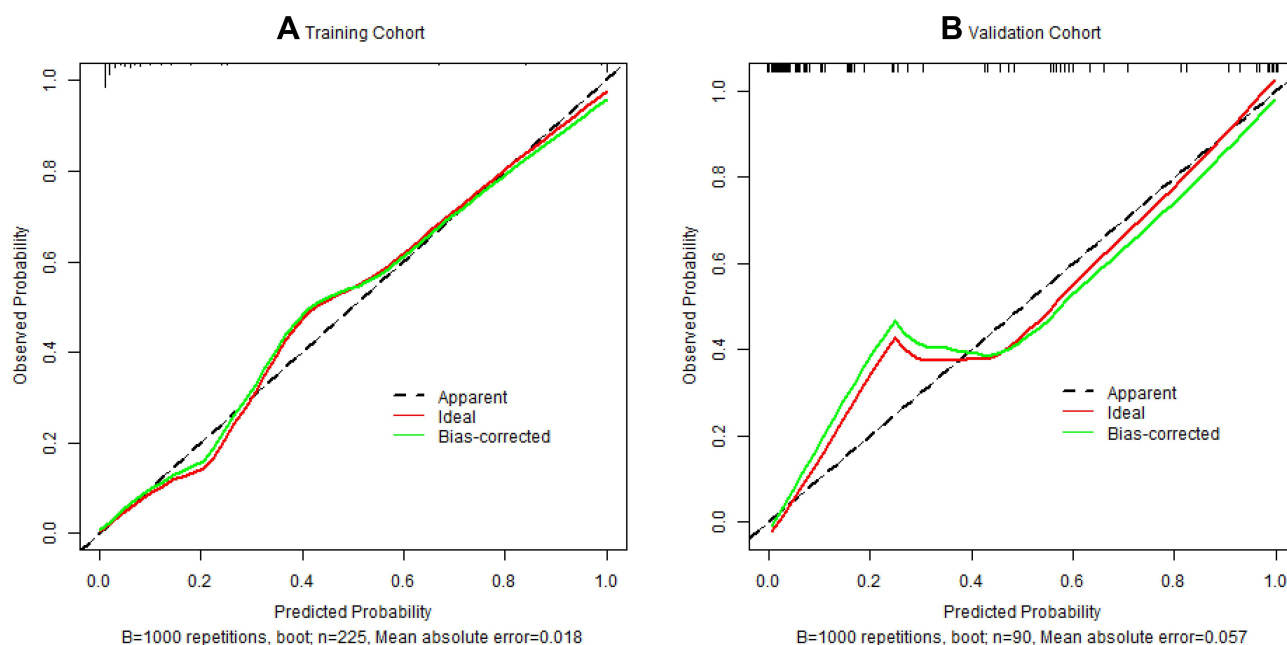 A Training Cohort
Observed Probability
1.0
0.8
0.6
0.4
0.2
0.0
Apparent
Ideal
Bias-corrected
0.0 0.2 0.4 0.6 0.8 1.0
Predicted Probability
B=1000 repetitions, boot; n=225, Mean absolute error=0.018
B Validation Cohort
Observed Probability
1.0
0.8
0.6
0.4
0.2
0.0
Apparent
Ideal
Bias-corrected
0.0 0.2 0.4 0.6 0.8 1.0
Predicted Probability
B=1000 repetitions, boot; n=90, Mean absolute error=0.057